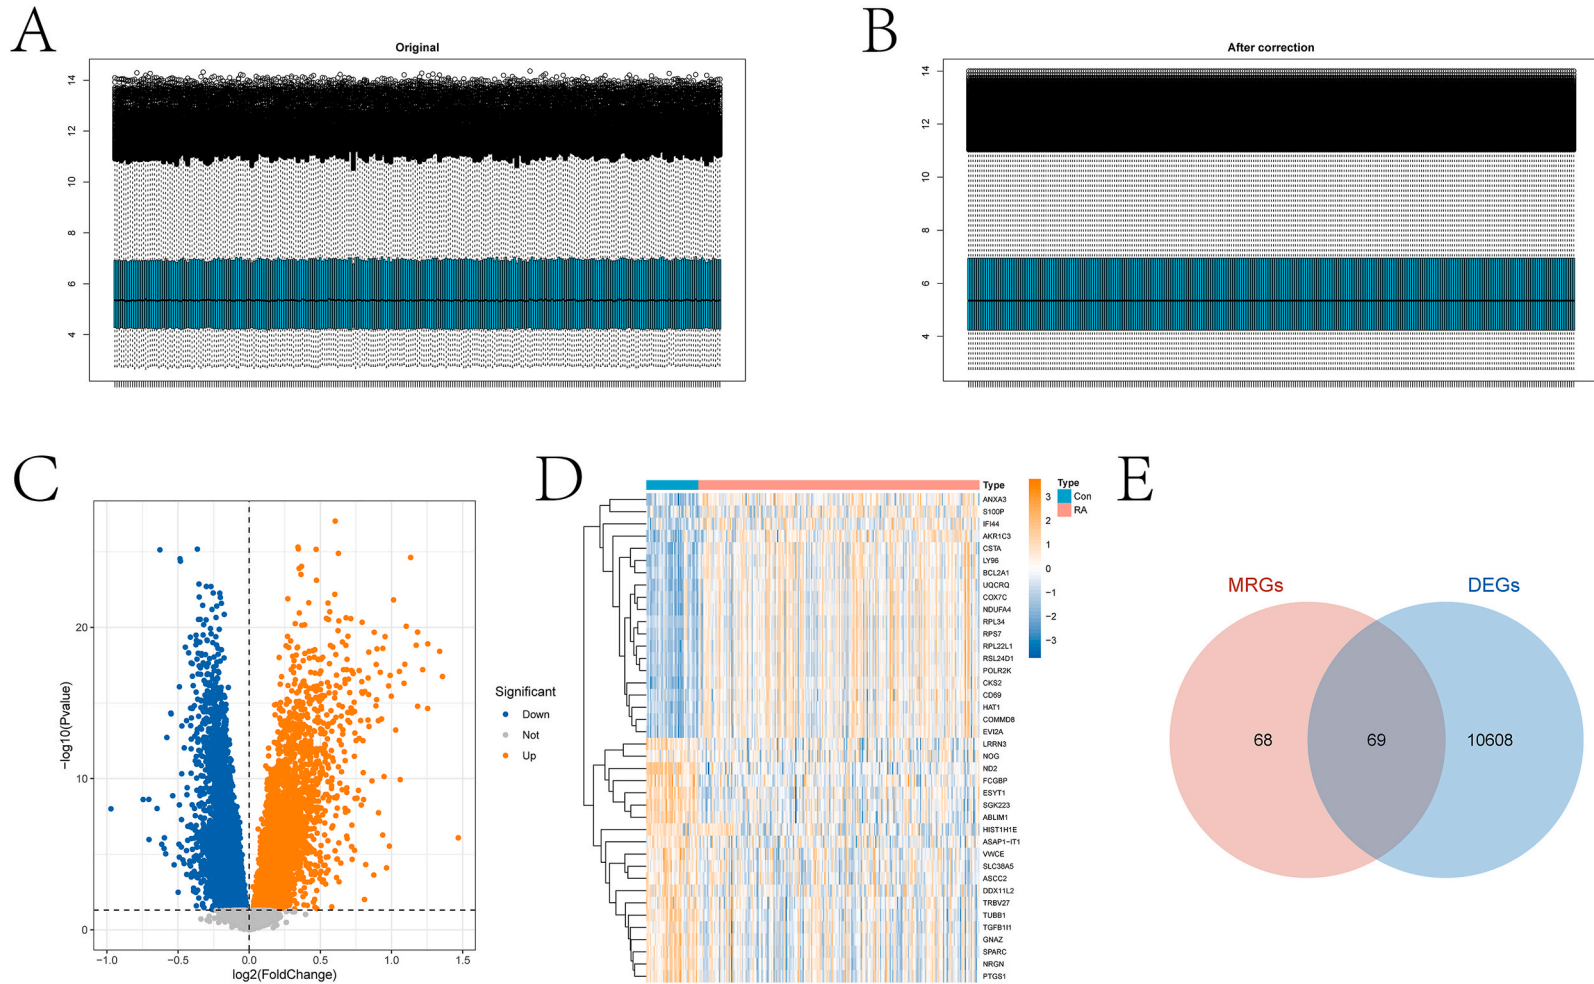 A
Original
14
12
10
8
6
4
B
After correction
14
12
10
8
6
4
C
−log10(Pvalue)
20
10
0
−1.0
−0.5
0.0
0.5
1.0
1.5
log2(FoldChange)
Significant
Down
Not
Up
D
Type
ANXA3
S100P
IFI44
AKR1C3
CSTA
LY96
BCL2A1
UQCRQ
COX7C
NDUFA4
RPL34
RPS7
RPL22L1
RSL24D1
POLR2K
CKS2
CD69
HAT1
COMMD8
EVI2A
LRRN3
NOG
ND2
FCGBP
ESYT1
SGK223
ABLIM1
HIST1H1E
ASAP1−IT1
VWCE
SLC38A5
ASCC2
DDX11L2
TRBV27
TUBB1
TGFB1I1
GNAZ
SPARC
NRGN
PTGS1
3
2
1
0
−1
−2
−3
Type
Con
RA
E
MRGs
DEGs
68
69
10608